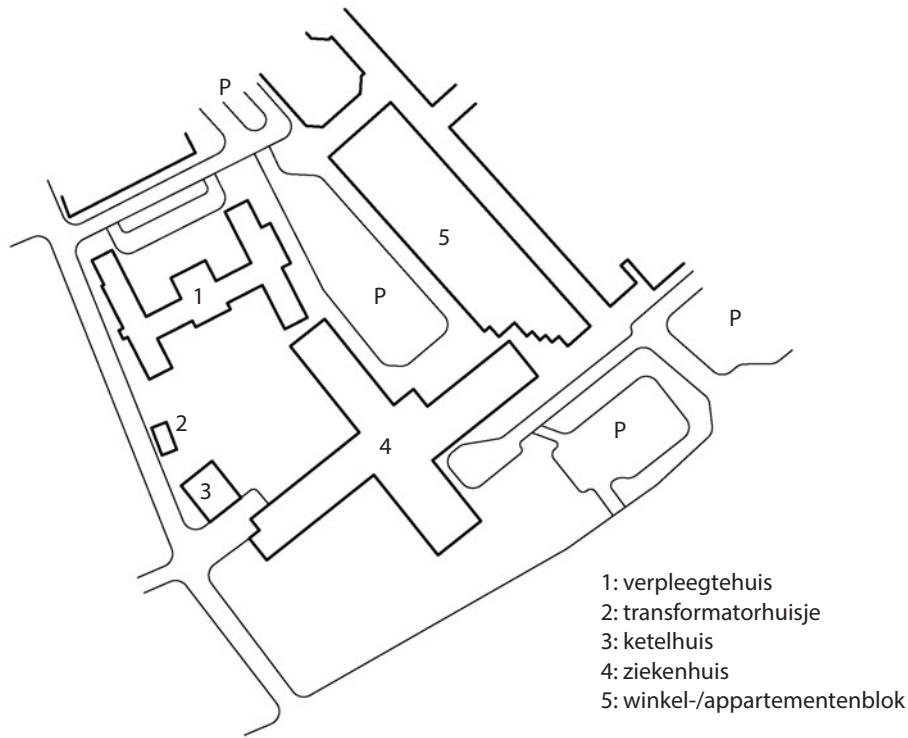 P
5
1
P
P
2
P
4
3
1: verpleegtehuis
2: transformatorhuisje
3: ketelhuis
4: ziekenhuis
5: winkel-/appartementenblok